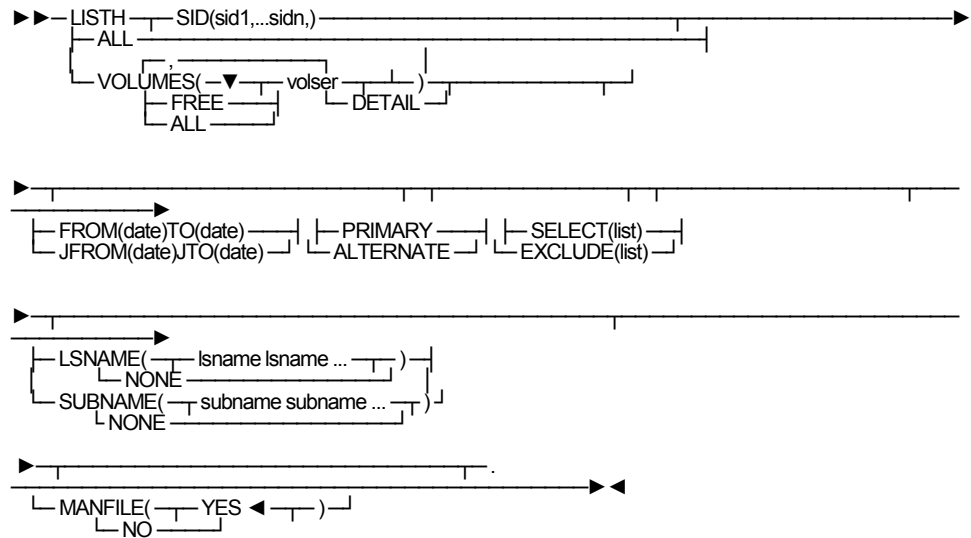 LISTH SID(sid1,...sidn,)
ALL
,
VOLUMES( volser )
FREE DETAIL
ALL
FROM(date)TO(date) PRIMARY SELECT(list)
JFROM(date)JTO(date) ALTERNATE EXCLUDE(list)
LSNAME( lsname lsname ... )
NONE
SUBNAME( subname subname ... )
NONE
.
MANFILE( YES )
NO